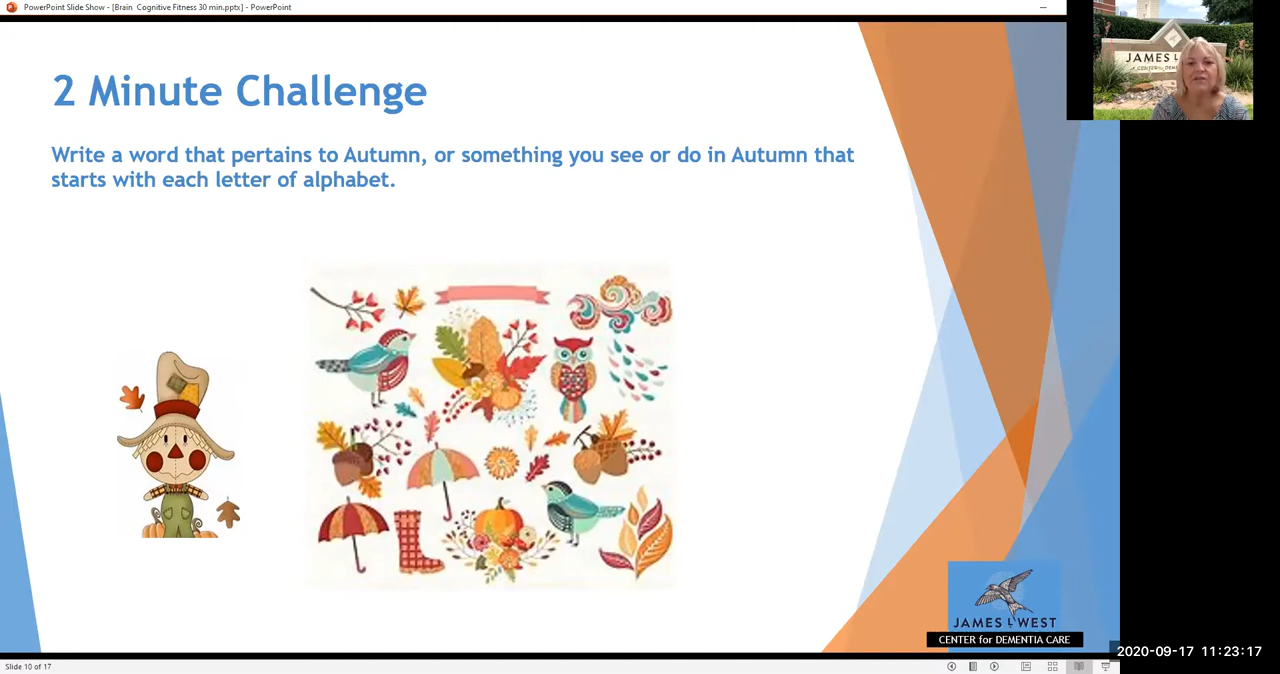 PowerPoint Slide Show - [Brain Cognitive Fitness 30 min.pptx] - PowerPoint
2 Minute Challenge
Write a word that pertains to Autumn, or something you see or do in Autumn that
starts with each letter of alphabet.
JAMES L
JAMES L WEST
CENTER for DEMENTIA CARE
2020-09-17 11:23:17
Slide 10 of 17